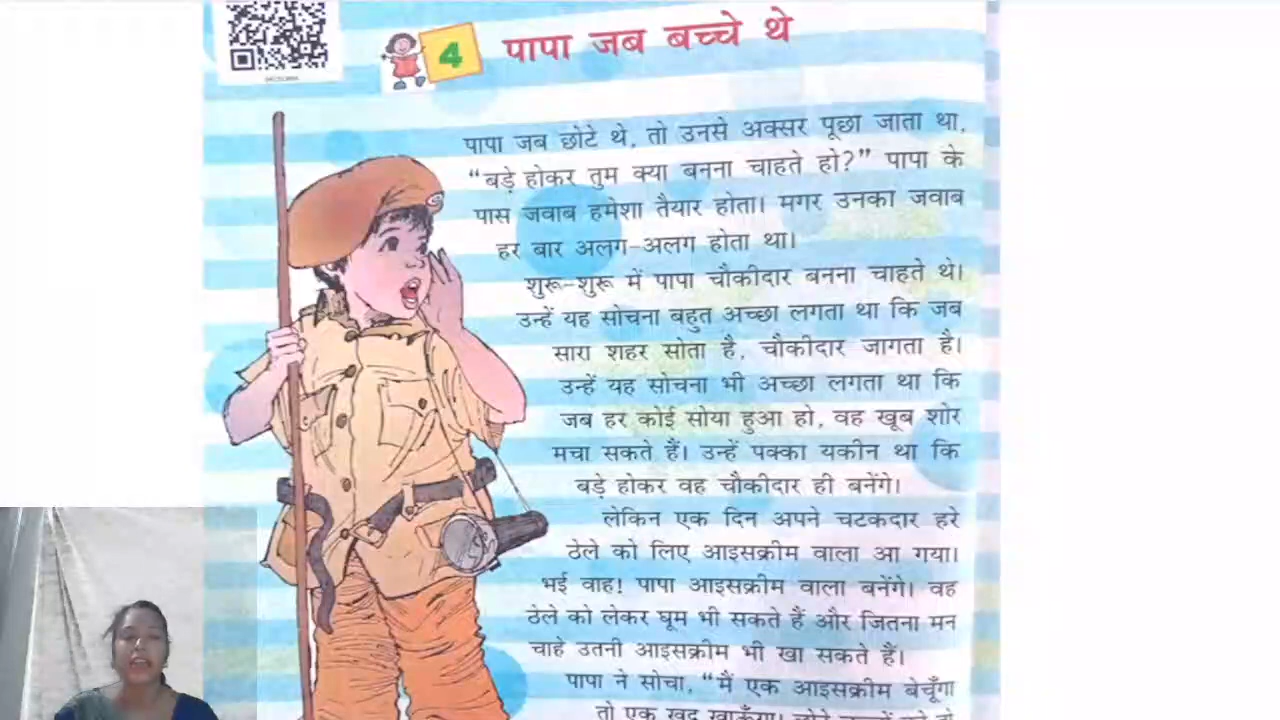 4 पापा जब बच्चे थे
पापा जब छोटे थे, तो उनसे अक्सर पूछा जाता था,
“बड़े होकर तुम क्या बनना चाहते हो?” पापा के
पास जवाब हमेशा तैयार होता। मगर उनका जवाब
हर बार अलग-अलग होता था।
शुरू-शुरू में पापा चौकीदार बनना चाहते थे।
उन्हें यह सोचना बहुत अच्छा लगता था कि जब
सारा शहर सोता है, चौकीदार जागता है।
उन्हें यह सोचना भी अच्छा लगता था कि
जब हर कोई सोया हुआ हो, वह खूब शोर
मचा सकते हैं। उन्हें पक्का यकीन था कि
बड़े होकर वह चौकीदार ही बनेंगे।
लेकिन एक दिन अपने चटकदार हरे
ठेले को लिए आइसक्रीम वाला आ गया।
भई वाह! पापा आइसक्रीम वाला बनेंगे। वह
ठेले को लेकर घूम भी सकते हैं और जितना मन
चाहे उतनी आइसक्रीम भी खा सकते हैं।
पापा ने सोचा, “मैं एक आइसक्रीम बेचूँगा
तो एक खुद खाऊँगा।